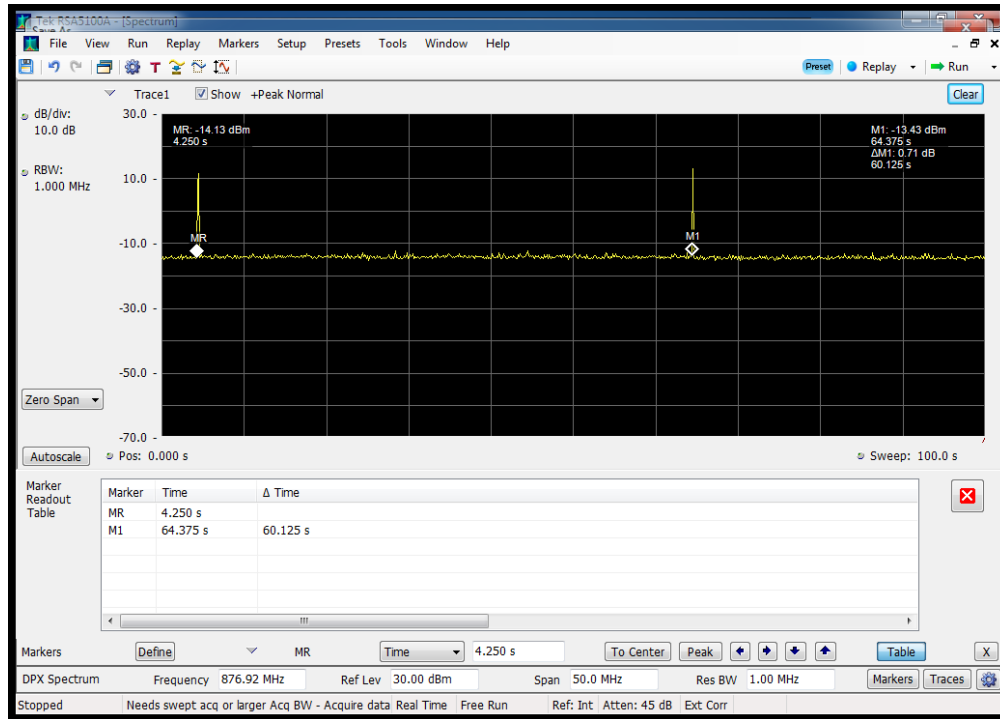 Tek RSA5100A - [Spectrum]
Save As
File View Run Replay Markers Setup Presets Tools Window Help
Preset Replay Run
Trace1 Show +Peak Normal Clear
dB/div:
10.0 dB
RBW:
1.000 MHz
30.0 -
10.0 -
-10.0 -
-30.0 -
-50.0 -
-70.0 -
MR: -14.13 dBm
4.250 s
M1: -13.43 dBm
64.375 s
ΔM1: 0.71 dB
60.125 s
MR
M1
Zero Span
Autoscale Pos: 0.000 s Sweep: 100.0 s
Marker
Readout
Table
Marker Time Δ Time
MR 4.250 s
M1 64.375 s 60.125 s
Markers Define MR Time 4.250 s To Center Peak Table X
DPX Spectrum Frequency 876.92 MHz Ref Lev 30.00 dBm Span 50.0 MHz Res BW 1.00 MHz Markers Traces
Stopped Needs swept acq or larger Acq BW - Acquire data Real Time Free Run Ref: Int Atten: 45 dB Ext Corr